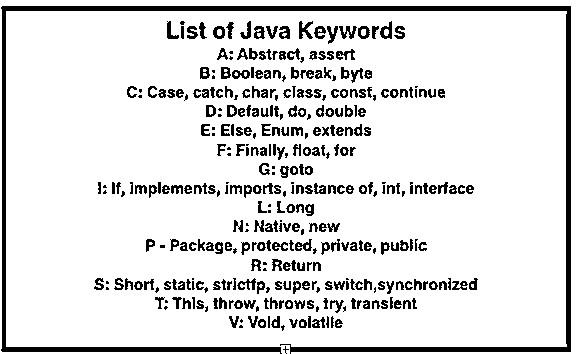 List of Java Keywords
A: Abstract, assert
B: Boolean, break, byte
C: Case, catch, char, class, const, continue
D: Default, do, double
E: Else, Enum, extends
F: Finally, float, for
G: goto
I: If, implements, imports, instance of, int, interface
L: Long
N: Native, new
P - Package, protected, private, public
R: Return
S: Short, static, strictfp, super, switch,synchronized
T: This, throw, throws, try, transient
V: Void, volatile